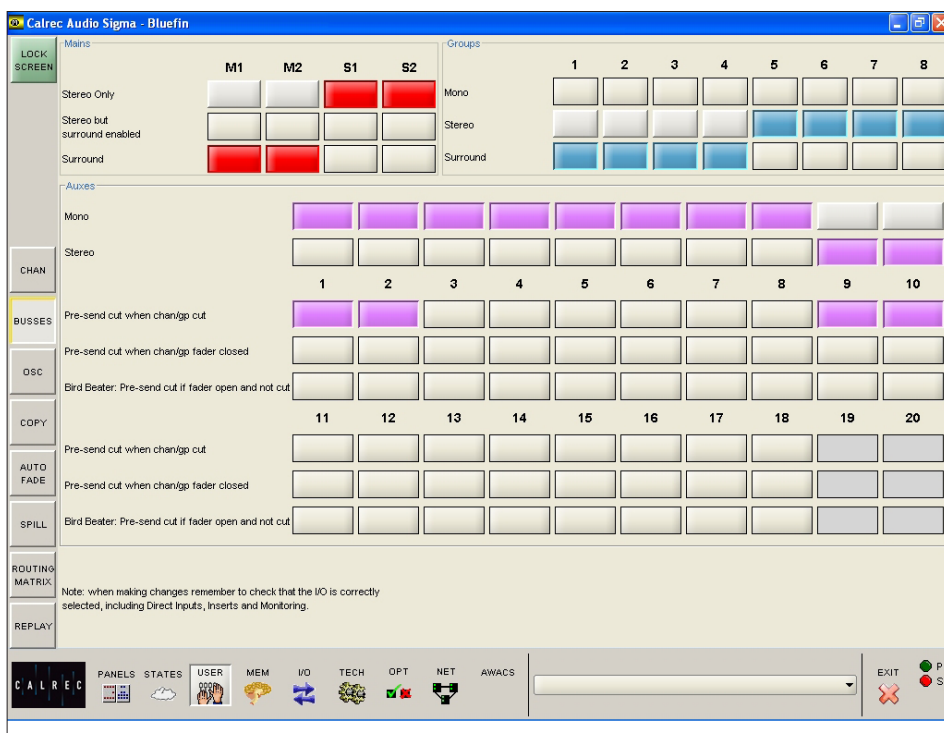 Calrec Audio Sigma - Bluefin
LOCK
SCREEN
Mains
M1 M2 S1 S2
Stereo Only
Stereo but
surround enabled
Surround
Groups
1 2 3 4 5 6 7 8
Mono
Stereo
Surround
Auxes
Mono
Stereo
1 2 3 4 5 6 7 8 9 10
Pre-send cut when chan/gp cut
Pre-send cut when chan/gp fader closed
Bird Beater: Pre-send cut if fader open and not cut
11 12 13 14 15 16 17 18 19 20
Pre-send cut when chan/gp cut
Pre-send cut when chan/gp fader closed
Bird Beater: Pre-send cut if fader open and not cut
CHAN
BUSSES
OSC
COPY
AUTO
FADE
SPILL
ROUTING
MATRIX
REPLAY
Note: when making changes remember to check that the I/O is correctly
selected, including Direct Inputs, Inserts and Monitoring.
CALREC
PANELS STATES USER MEM I/O TECH OPT NET AWACS
EXIT
P
S